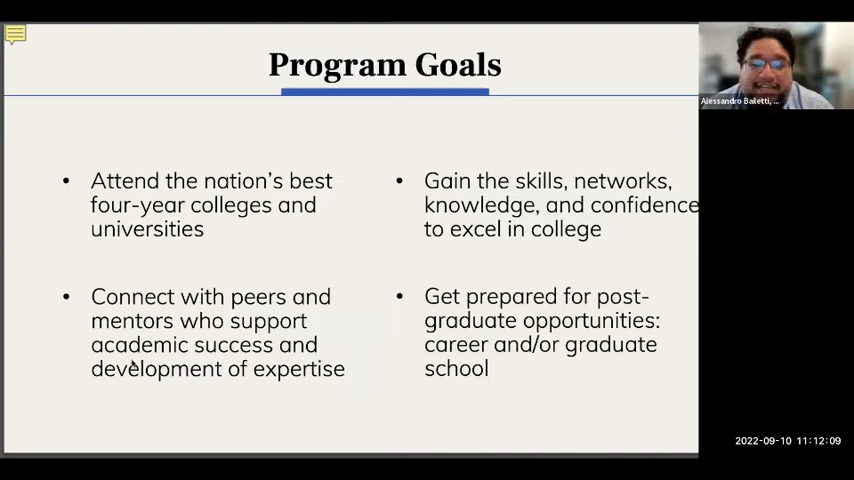 Program Goals
• Attend the nation's best
four-year colleges and
universities
• Connect with peers and
mentors who support
academic success and
development of expertise
• Gain the skills, networks,
knowledge, and confidence
to excel in college
• Get prepared for post-
graduate opportunities:
career and/or graduate
school
Alessandro Bailetti, ...
2022-09-10 11:12:09